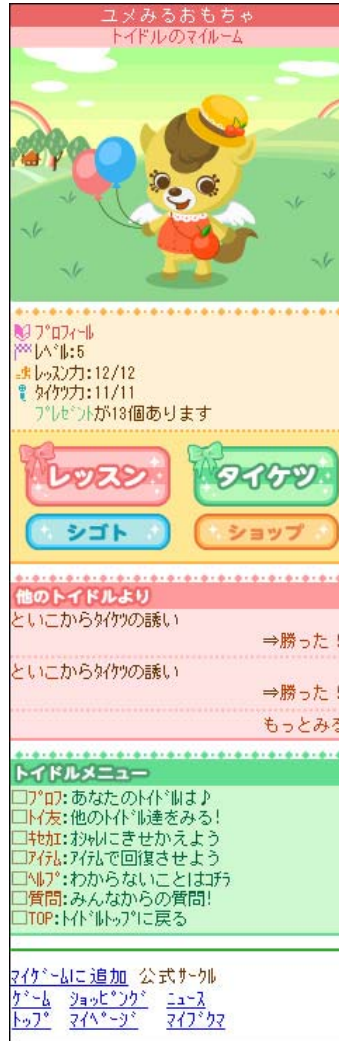 ユメみるおもちゃ
トイドルのマイルーム
ﾌﾟﾛﾌｨｰﾙ
ﾚﾍﾞﾙ:5
ﾚｯｽﾝ力:12/12
ﾀｲｹﾂ力:11/11
ﾌﾟﾚｾﾞﾝﾄが13個あります
レッスン
タイケツ
シゴト
ショップ
他のトイドルより
といこからﾀｲｹﾂの誘い
⇒勝った！
といこからﾀｲｹﾂの誘い
⇒勝った！
もっとみる
トイドルメニュー
□ﾌﾟﾛﾌ:あなたのﾄｲﾄﾞﾙは♪
□ﾄｲ友:他のﾄｲﾄﾞﾙ達をみる!
□ｷｾｶｴ:ｵｼｬﾚにきせかえよう
□ｱｲﾃﾑ:ｱｲﾃﾑで回復させよう
□ﾍﾙﾌﾟ:わからないことはｺﾁﾗ
□質問:みんなからの質問!
□TOP:ﾄｲﾄﾞﾙﾄｯﾌﾟに戻る
ﾏｲｹﾞｰﾑに追加 公式ｻｰｸﾙ
ｹﾞｰﾑ ｼｮｯﾋﾟﾝｸﾞ ﾆｭｰｽ
ﾄｯﾌﾟ ﾏｲﾍﾟｰｼﾞ ﾏｲﾌﾞｸﾏ